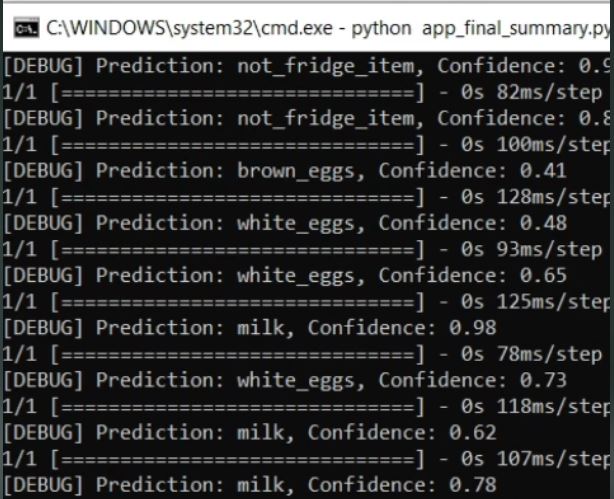 C:\WINDOWS\system32\cmd.exe - python app_final_summary.py
[DEBUG] Prediction: not_fridge_item, Confidence: 0.9
1/1 [==============================] - 0s 82ms/step
[DEBUG] Prediction: not_fridge_item, Confidence: 0.8
1/1 [==============================] - 0s 100ms/step
[DEBUG] Prediction: brown_eggs, Confidence: 0.41
1/1 [==============================] - 0s 128ms/step
[DEBUG] Prediction: white_eggs, Confidence: 0.48
1/1 [==============================] - 0s 93ms/step
[DEBUG] Prediction: white_eggs, Confidence: 0.65
1/1 [==============================] - 0s 125ms/step
[DEBUG] Prediction: milk, Confidence: 0.98
1/1 [==============================] - 0s 78ms/step
[DEBUG] Prediction: white_eggs, Confidence: 0.73
1/1 [==============================] - 0s 118ms/step
[DEBUG] Prediction: milk, Confidence: 0.62
1/1 [==============================] - 0s 107ms/step
[DEBUG] Prediction: milk, Confidence: 0.78